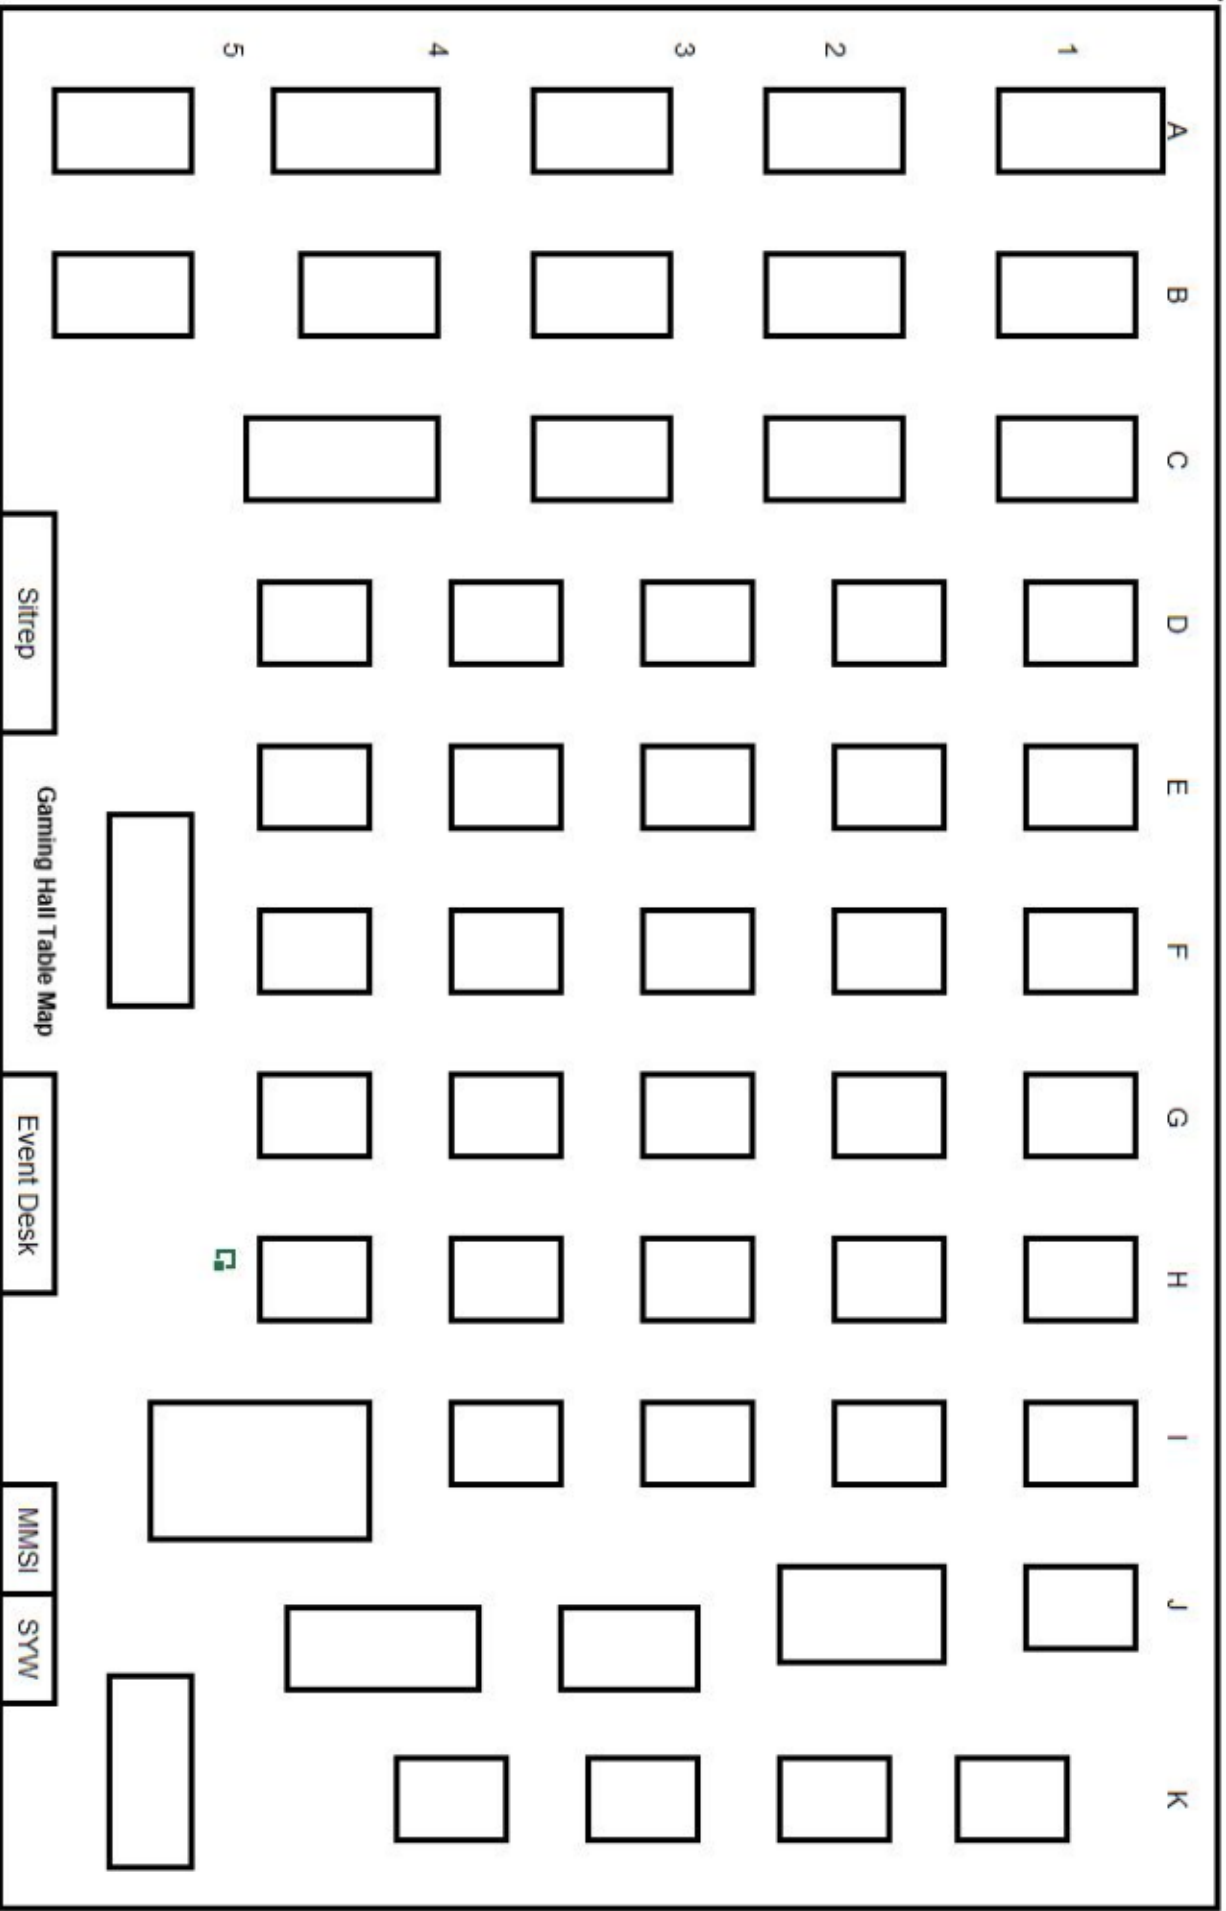 A
B
C
D
E
F
G
H
I
J
K
1
2
3
4
5
Sitrep
Gaming Hall Table Map
Event Desk
MMSI
SYW